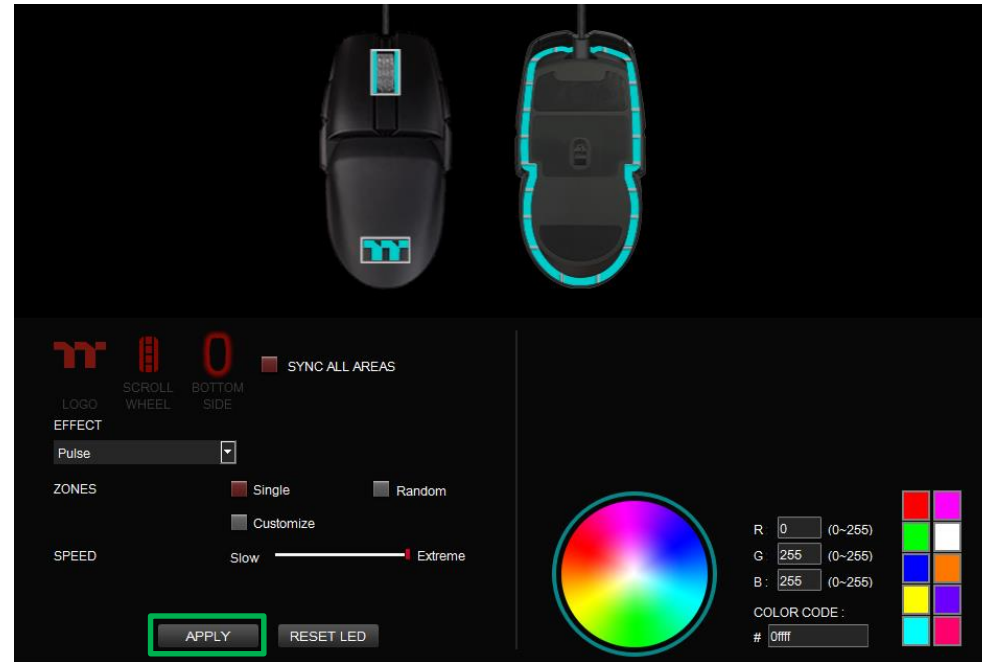 SYNC ALL AREAS
LOGO
SCROLL WHEEL
BOTTOM SIDE
EFFECT
Pulse
ZONES
Single
Random
Customize
SPEED
Slow
Extreme
APPLY
RESET LED
R 0 (0~255)
G 255 (0~255)
B : 255 (0~255)
COLOR CODE :
# 0ffff